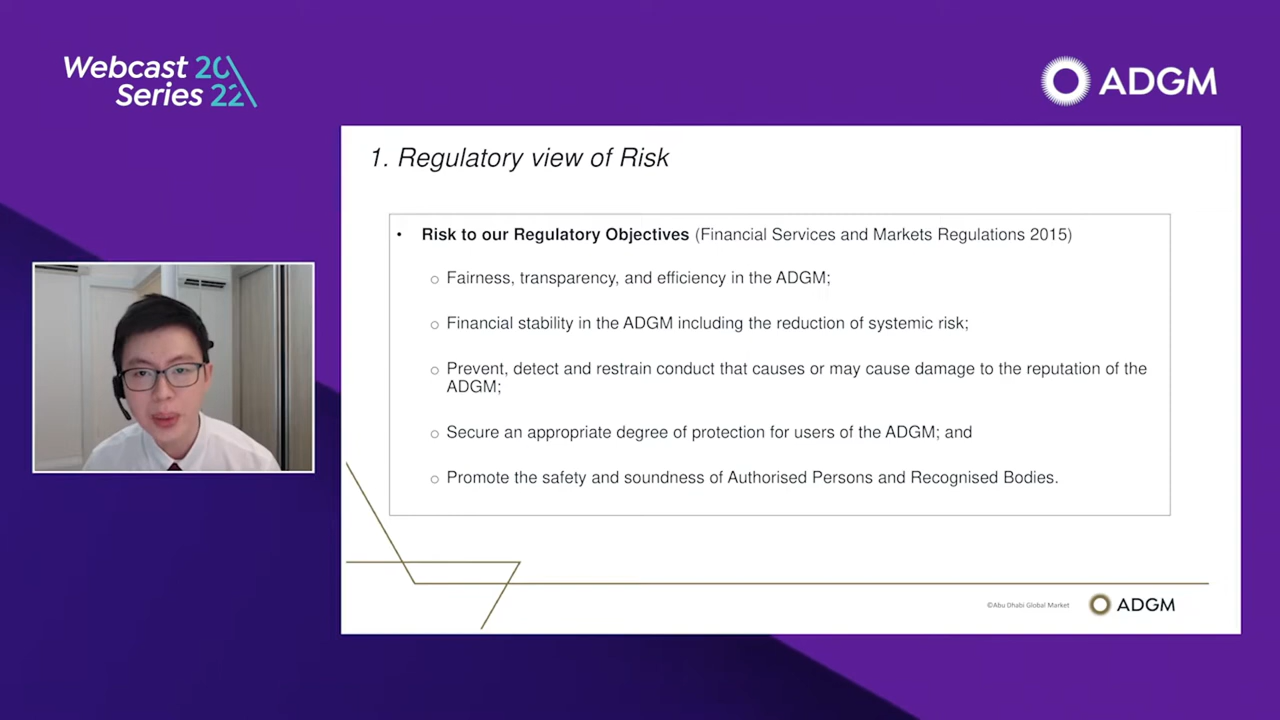 Webcast 20
Series 22
ADGM
1. Regulatory view of Risk
• Risk to our Regulatory Objectives (Financial Services and Markets Regulations 2015)
○ Fairness, transparency, and efficiency in the ADGM;
○ Financial stability in the ADGM including the reduction of systemic risk;
○ Prevent, detect and restrain conduct that causes or may cause damage to the reputation of the
ADGM;
○ Secure an appropriate degree of protection for users of the ADGM; and
○ Promote the safety and soundness of Authorised Persons and Recognised Bodies.
©Abu Dhabi Global Market
ADGM